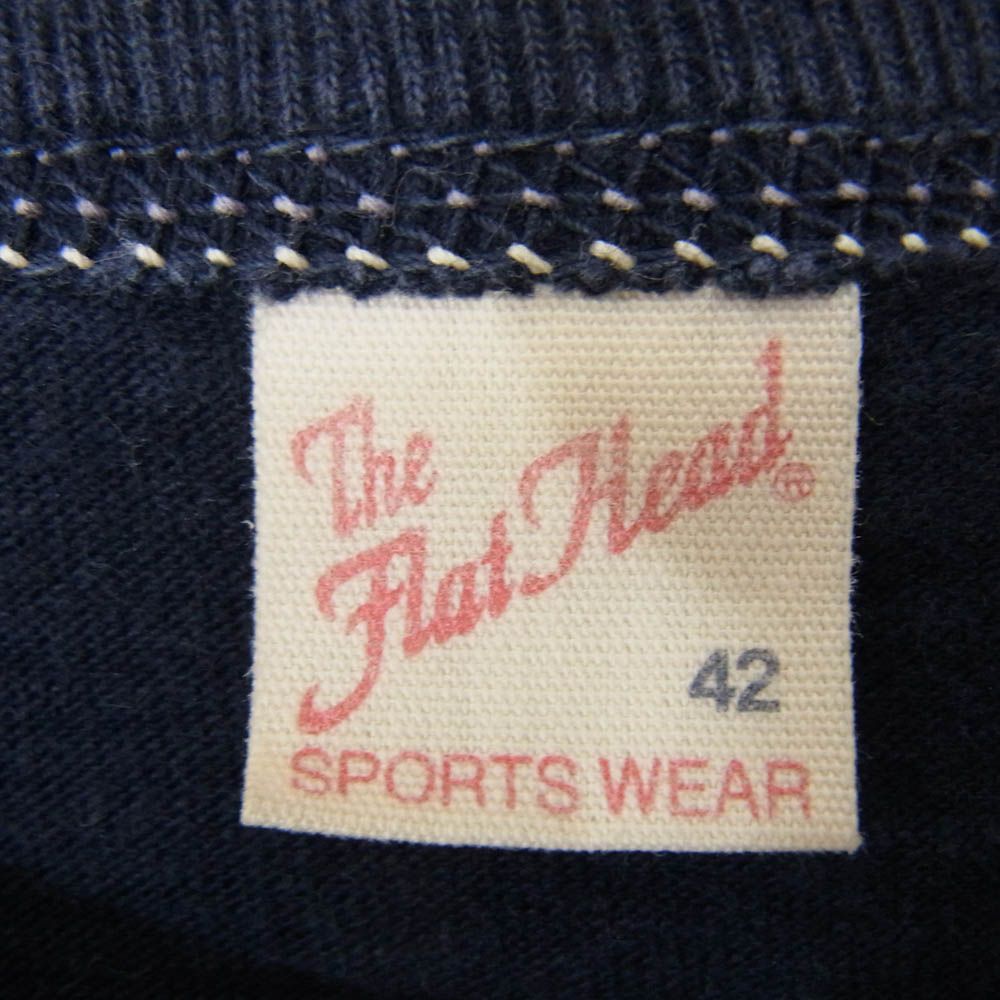 The
Flat Head®
42
SPORTS WEAR